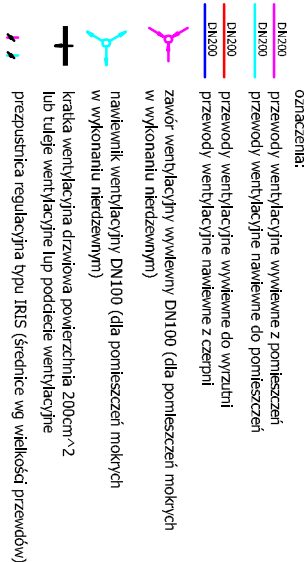 oznaczenia:
DN200 przewody wentylacyjne wywiewne z pomieszczeń
DN200 przewody wentylacyjne nawiewne do pomieszczeń
DN200 przewody wentylacyjne wywiewne do wyrzutni
DN200 przewody wentylacyjne nawiewne z czerpni
zawór wentylacyjny wywiewny DN100 (dla pomieszczeń mokrych
w wykonaniu nierdzewnym)
nawiewnik wentylacyjny DN100 (dla pomieszczeń mokrych
w wykonaniu nierdzewnym)
kratka wentylacyjna drzwiowa powierzchnia 200cm^2
lub tuleje wentylacyjne lup podciecie wentylacyjne
prezpustnica regulacyjna typu IRIS (średnice wg wielkości przewdów)